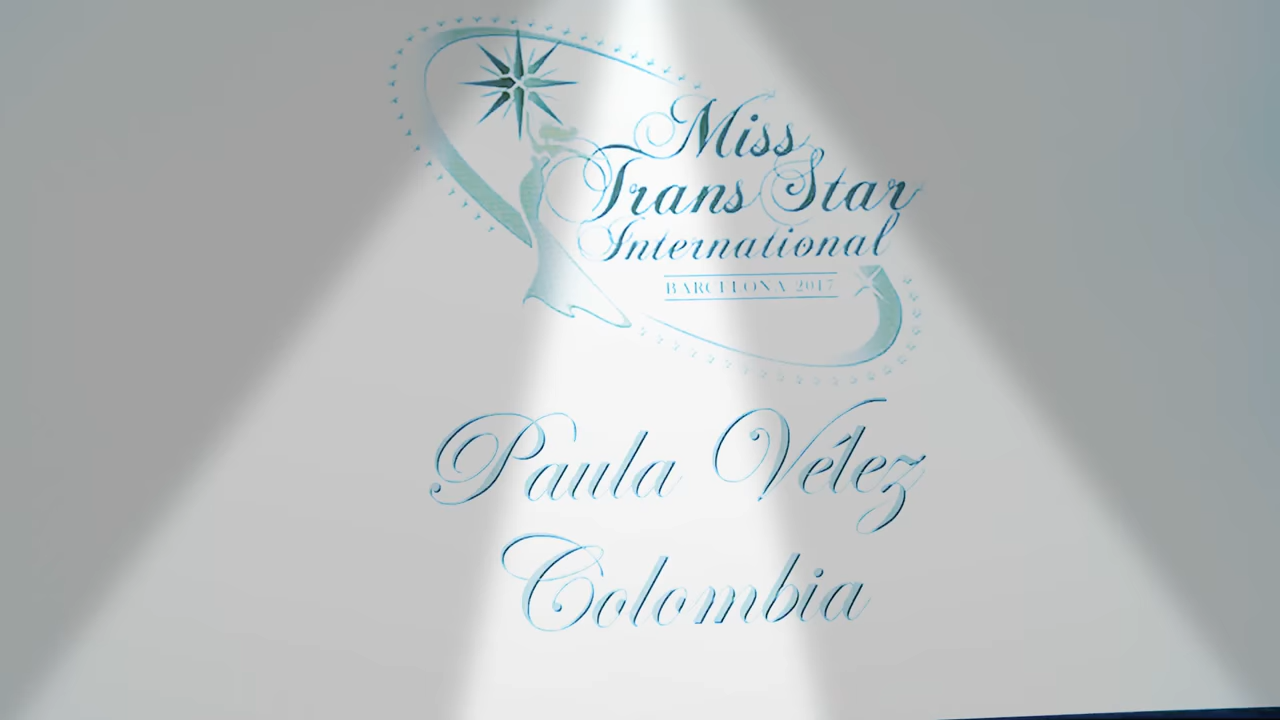 Miss
Trans Star
International
BARCELONA 2017
Paula Vélez
Colombia